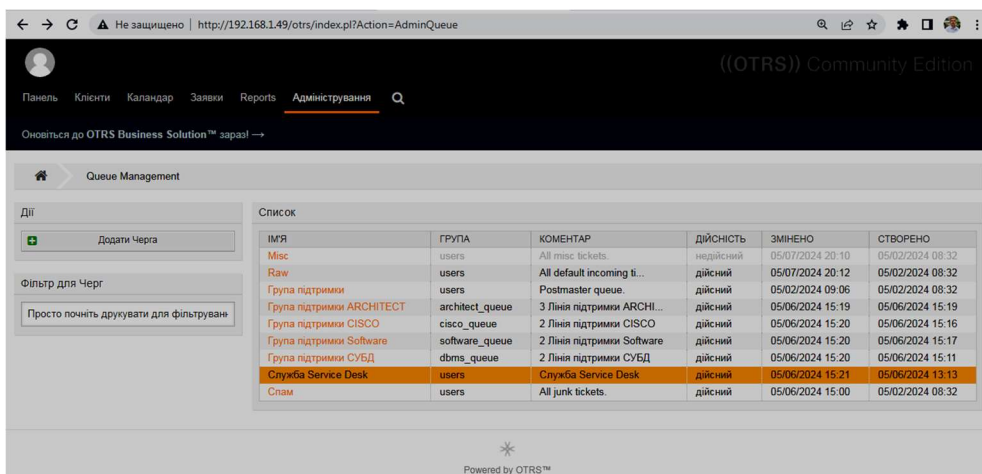 Не защищено | http://192.168.1.49/otrs/index.pl?Action=AdminQueue
((OTRS)) Community Edition
Панель Клієнти Каландар Заявки Reports Адміністрування
Оновіться до OTRS Business Solution™ зараз! →
Queue Management
Дії
Додати Черга
Фільтр для Черг
Просто почніть друкувати для фільтруван
Список
ІМ'Я ГРУПА КОМЕНТАР ДІЙСНІСТЬ ЗМІНЕНО СТВОРЕНО
Misc users All misc tickets. недійсний 05/07/2024 20:10 05/02/2024 08:32
Raw users All default incoming ti... дійсний 05/07/2024 20:12 05/02/2024 08:32
Група підтримки users Postmaster queue. дійсний 05/02/2024 09:06 05/02/2024 08:32
Група підтримки ARCHITECT architect_queue 3 Лінія підтримки ARCHI... дійсний 05/06/2024 15:19 05/06/2024 15:19
Група підтримки CISCO cisco_queue 2 Лінія підтримки CISCO дійсний 05/06/2024 15:20 05/06/2024 15:16
Група підтримки Software software_queue 2 Лінія підтримки Software дійсний 05/06/2024 15:20 05/06/2024 15:17
Група підтримки СУБД dbms_queue 2 Лінія підтримки СУБД дійсний 05/06/2024 15:20 05/06/2024 15:11
Служба Service Desk users Служба Service Desk дійсний 05/06/2024 15:21 05/06/2024 13:13
Спам users All junk tickets. дійсний 05/06/2024 15:00 05/02/2024 08:32
Powered by OTRS™